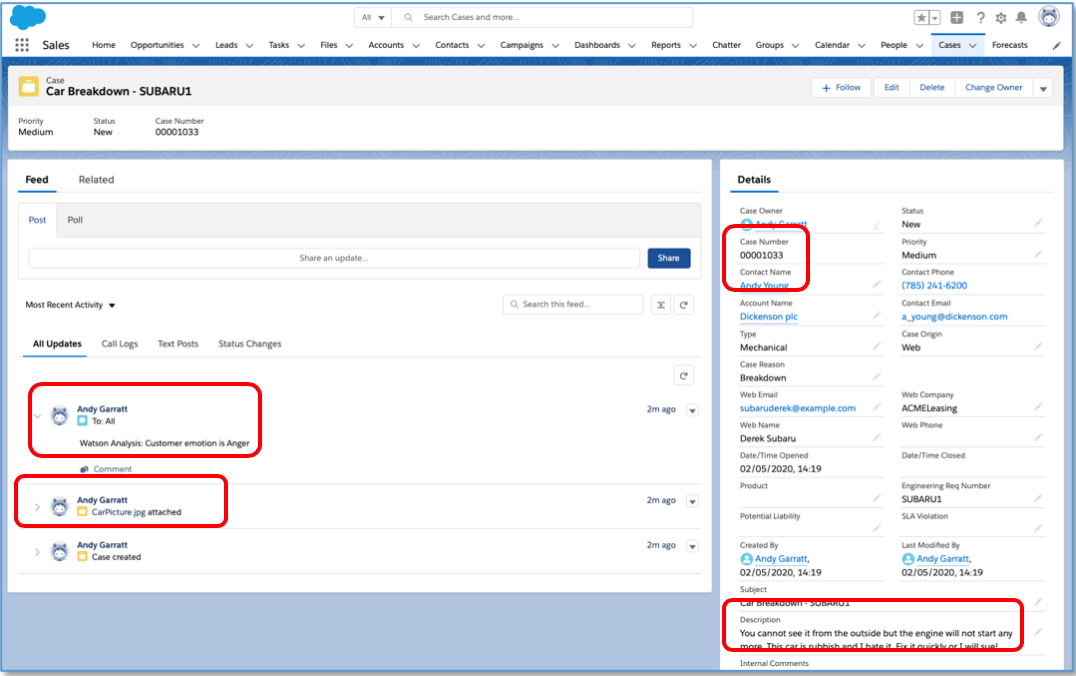 All
Search Cases and more...
Sales
Home
Opportunities
Leads
Tasks
Files
Accounts
Contacts
Campaigns
Dashboards
Reports
Chatter
Groups
Calendar
People
Cases
Forecasts
Case
Car Breakdown - SUBARU1
+ Follow
Edit
Delete
Change Owner
Priority
Status
Case Number
Medium
New
00001033
Feed
Related
Post
Poll
Share an update...
Share
Most Recent Activity
Search this feed...
All Updates
Call Logs
Text Posts
Status Changes
Andy Garratt
2m ago
To: All
Watson Analysis: Customer emotion is Anger
Comment
Andy Garratt
2m ago
CarPicture.jpg attached
Andy Garratt
2m ago
Case created
Details
Case Owner
Status
Andy Garratt
New
Case Number
Priority
00001033
Medium
Contact Name
Contact Phone
Andy Young
(785) 241-6200
Account Name
Contact Email
Dickenson plc
a_young@dickenson.com
Type
Case Origin
Mechanical
Web
Case Reason
Breakdown
Web Email
Web Company
subaruderek@example.com
ACMELeasing
Web Name
Web Phone
Derek Subaru
Date/Time Opened
Date/Time Closed
02/05/2020, 14:19
Product
Engineering Req Number
SUBARU1
Potential Liability
SLA Violation
Created By
Last Modified By
Andy Garratt,
Andy Garratt,
02/05/2020, 14:19
02/05/2020, 14:19
Subject
Car Breakdown - SUBARU1
Description
You cannot see it from the outside but the engine will not start any
more. This car is rubbish and I hate it. Fix it quickly or I will sue!
Internal Comments